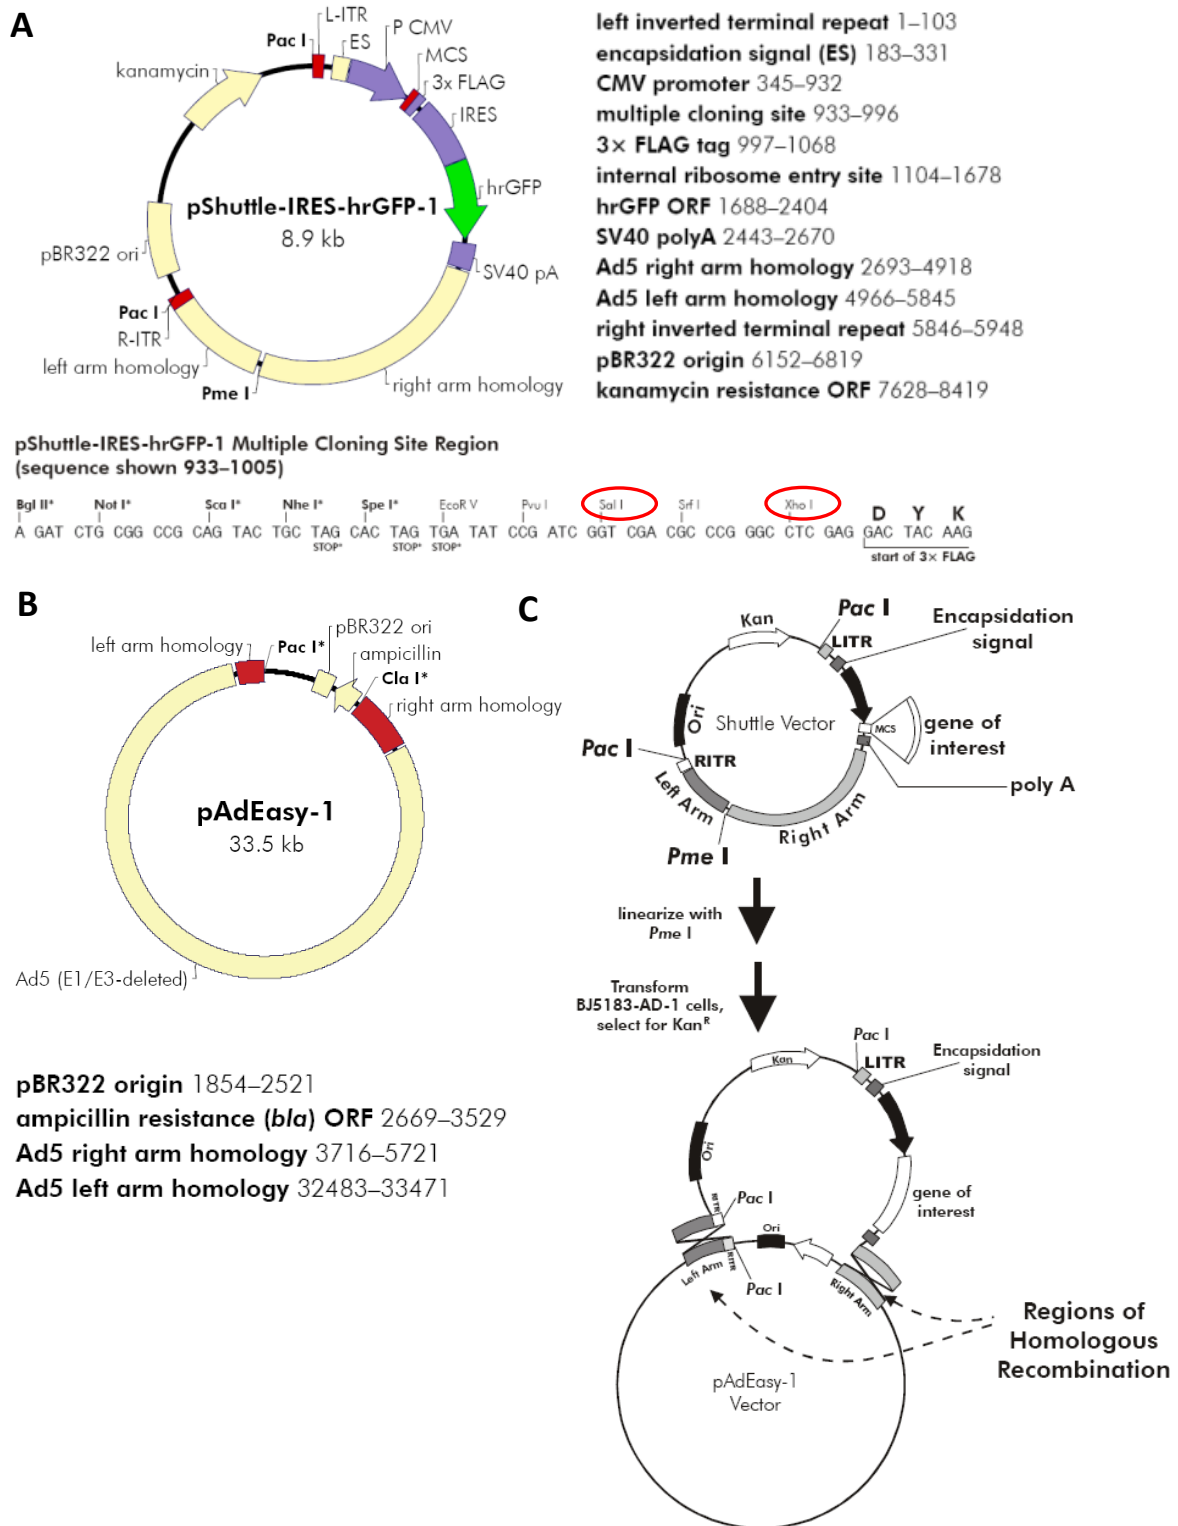 A
L-ITR
Pac I
ES
P CMV
MCS
3x FLAG
IRES
kanamycin
hrGFP
pShuttle-IRES-hrGFP-1
8.9 kb
pBR322 ori
SV40 pA
Pac I
R-ITR
left arm homology
Pme I
right arm homology
left inverted terminal repeat 1–103
encapsidation signal (ES) 183–331
CMV promoter 345–932
multiple cloning site 933–996
3× FLAG tag 997–1068
internal ribosome entry site 1104–1678
hrGFP ORF 1688–2404
SV40 polyA 2443–2670
Ad5 right arm homology 2693–4918
Ad5 left arm homology 4966–5845
right inverted terminal repeat 5846–5948
pBR322 origin 6152–6819
kanamycin resistance ORF 7628–8419
pShuttle-IRES-hrGFP-1 Multiple Cloning Site Region
(sequence shown 933–1005)
Bgl II* Not I* Sca I* Nhe I* Spe I* EcoR V Pvu I Sal I Srf I Xho I D Y K
A GAT CTG CGG CCG CAG TAC TGC TAG CAC TAG TGA TAT CCG ATC GGT CGA CGC CCG GGC CTC GAG GAC TAC AAG
STOP* STOP* STOP* start of 3× FLAG
B
left arm homology
Pac I*
pBR322 ori
ampicillin
Cla I*
right arm homology
pAdEasy-1
33.5 kb
Ad5 (E1/E3-deleted)
pBR322 origin 1854–2521
ampicillin resistance (bla) ORF 2669–3529
Ad5 right arm homology 3716–5721
Ad5 left arm homology 32483–33471
C
Kan
Pac I
LITR
Encapsidation
signal
Ori
Shuttle Vector
MCS
gene of
interest
Pac I
RITR
poly A
Left Arm
Right Arm
Pme I
linearize with
Pme I
Transform
BJ5183-AD-1 cells,
select for KanR
Pac I
LITR
Encapsidation
signal
Kan
Ori
gene of
interest
RITR
Pac I
Ori
Left Arm
RITR
Pac I
Right Arm
Regions of
Homologous
Recombination
pAdEasy-1
Vector